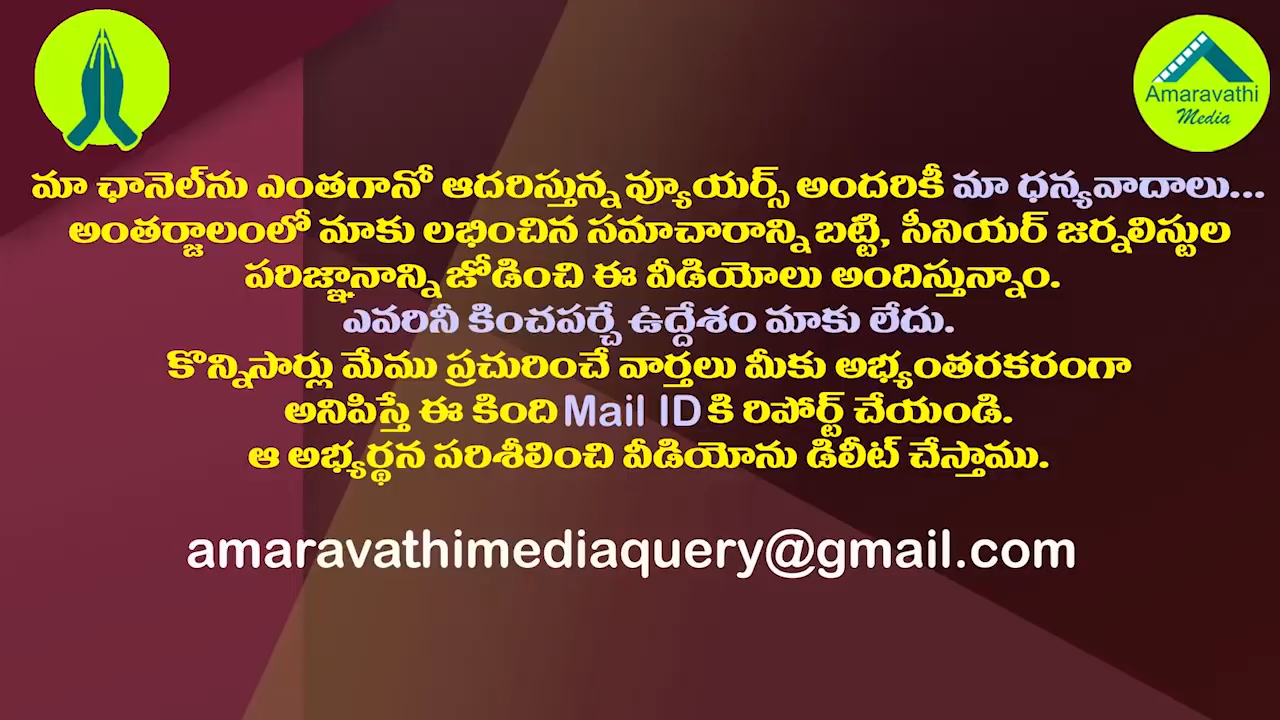 Amaravathi
Media
మా ఛానెల్‌ను ఎంతగానో ఆదరిస్తున్న వ్యూయర్స్ అందరికీ మా ధన్యవాదాలు...
అంతర్జాలంలో మాకు లభించిన సమాచారాన్ని బట్టి, సీనియర్ జర్నలిస్టుల
పరిజ్ఞానాన్ని జోడించి ఈ వీడియోలు అందిస్తున్నాం.
ఎవరినీ కించపర్చే ఉద్దేశం మాకు లేదు.
కొన్నిసార్లు మేము ప్రచురించే వార్తలు మీకు అభ్యంతరకరంగా
అనిపిస్తే ఈ కింది Mail ID కి రిపోర్ట్ చేయండి.
ఆ అభ్యర్థన పరిశీలించి వీడియోను డిలీట్ చేస్తాము.
amaravathimediaquery@gmail.com